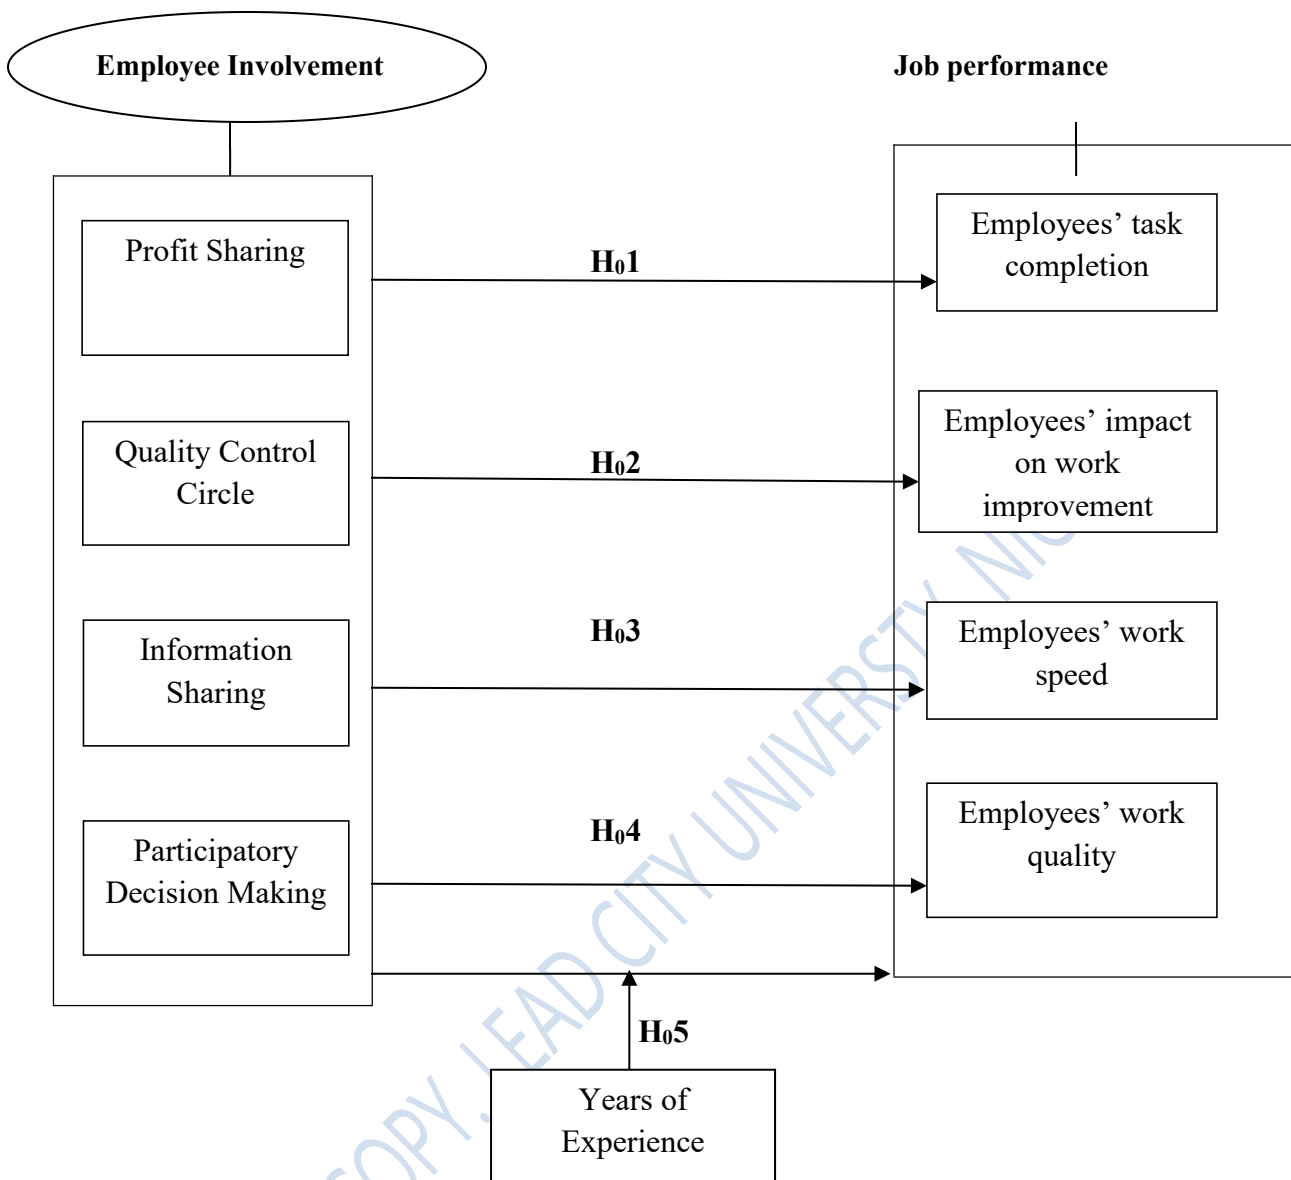 Employee Involvement
Job performance
Profit Sharing
H₀1
Employees’ task
completion
Quality Control
Circle
H₀2
Employees’ impact
on work
improvement
Information
Sharing
H₀3
Employees’ work
speed
Participatory
Decision Making
H₀4
Employees’ work
quality
H₀5
Years of
Experience
COPY, LEAD CITY UNIVERSITY,